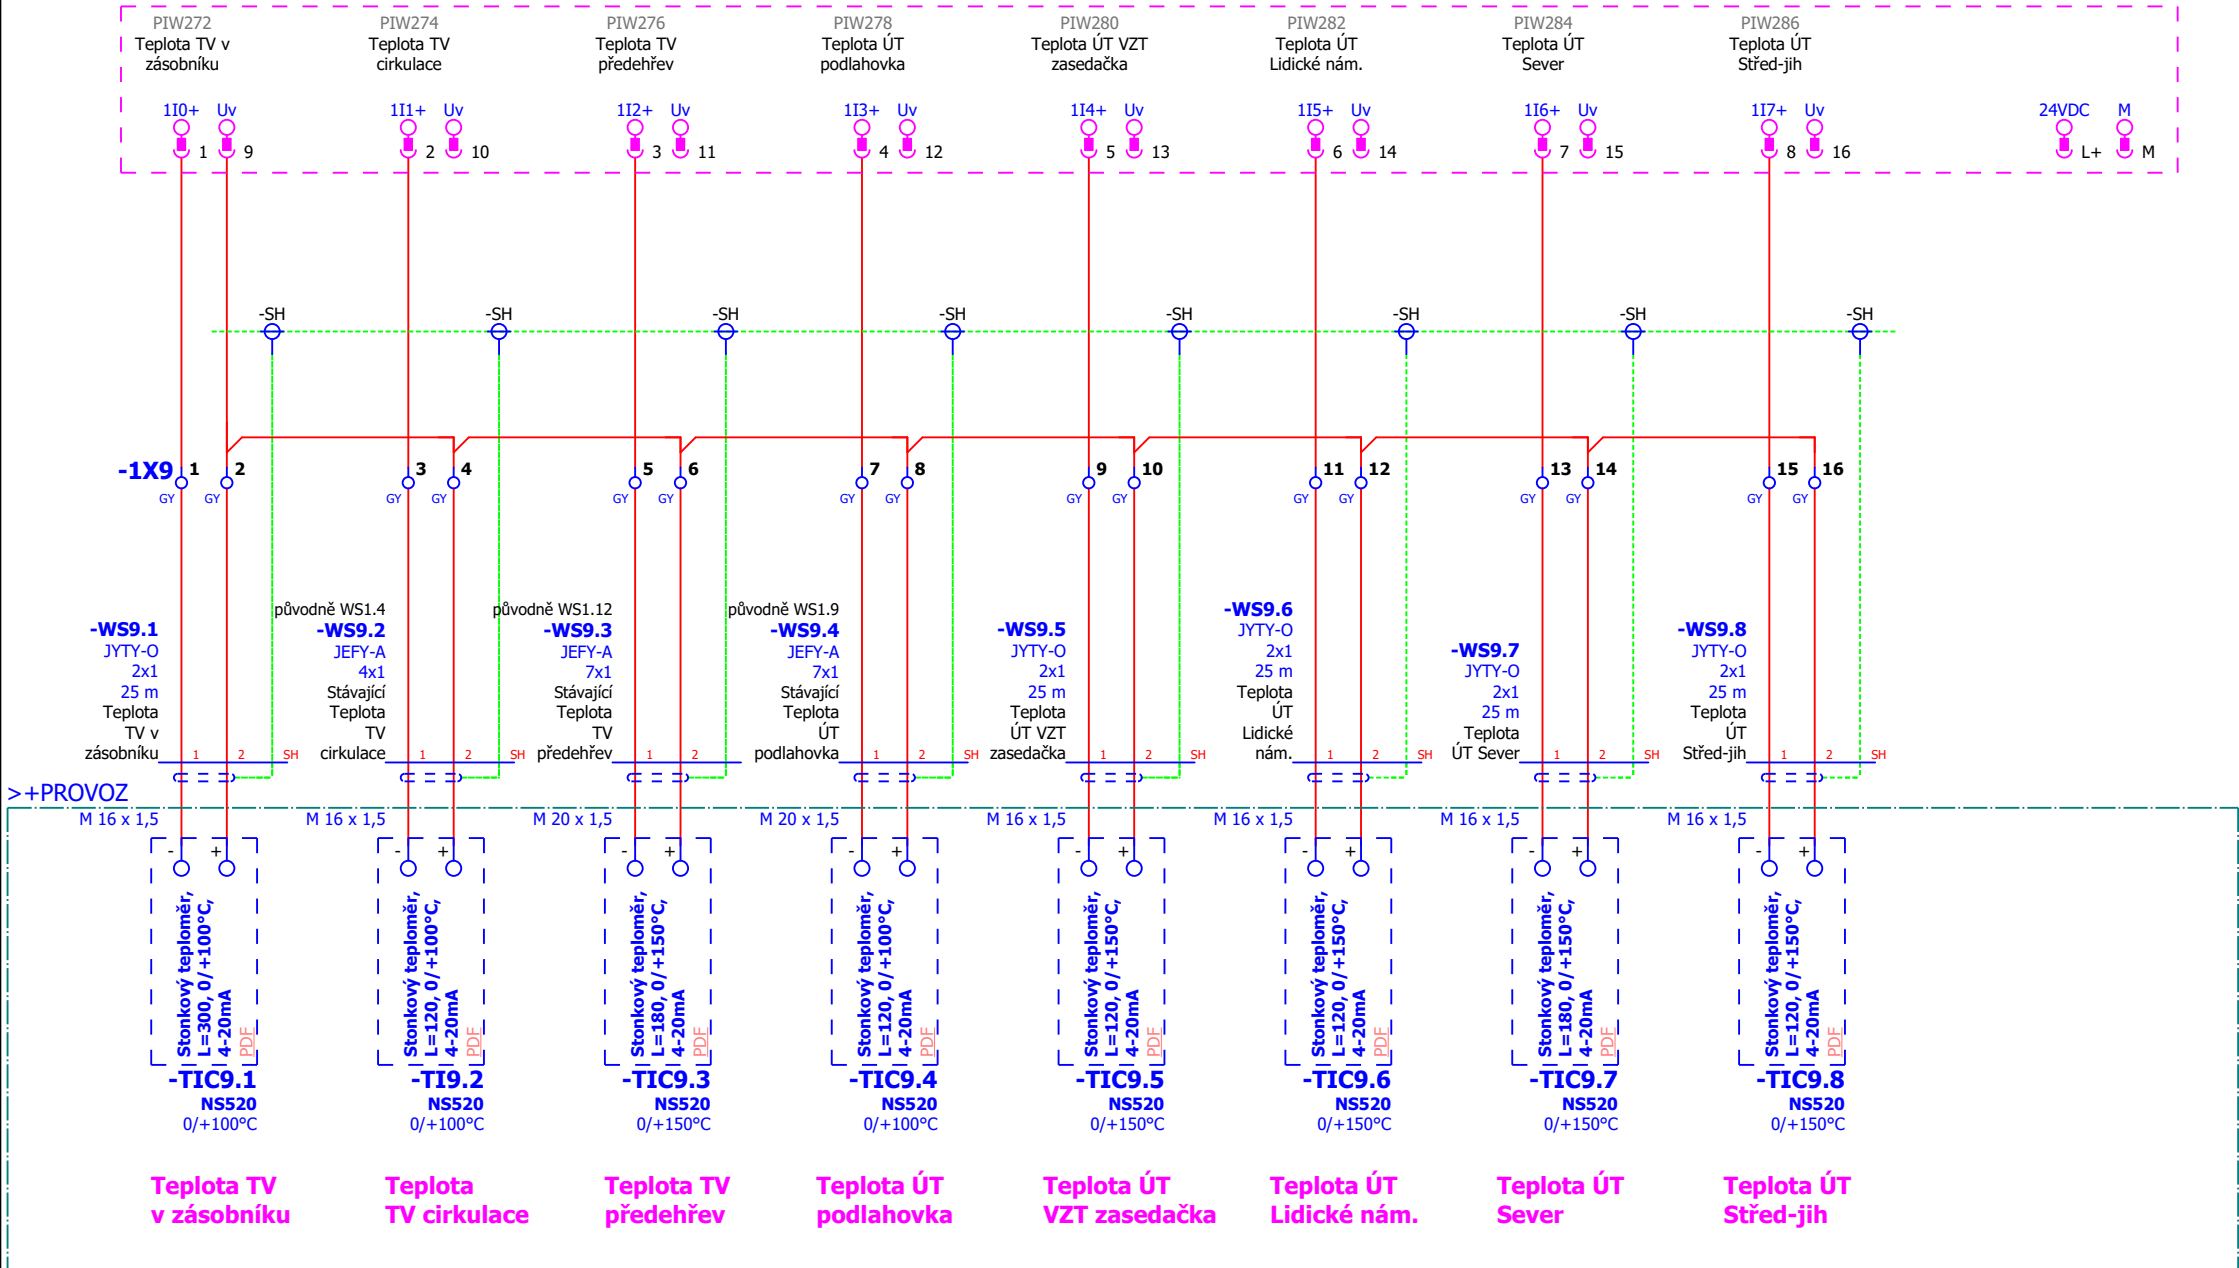 PIW272
Teplota TV v
zásobníku
PIW274
Teplota TV
cirkulace
PIW276
Teplota TV
předehřev
PIW278
Teplota ÚT
podlahovka
PIW280
Teplota ÚT VZT
zasedačka
PIW282
Teplota ÚT
Lidické nám.
PIW284
Teplota ÚT
Sever
PIW286
Teplota ÚT
Střed-jih
1I0+ Uv 1I1+ Uv 1I2+ Uv 1I3+ Uv 1I4+ Uv 1I5+ Uv 1I6+ Uv 1I7+ Uv 24VDC M
1 9 2 10 3 11 4 12 5 13 6 14 7 15 8 16 L+ M
-SH -SH -SH -SH -SH -SH -SH -SH
-1X9 1 2 3 4 5 6 7 8 9 10 11 12 13 14 15 16
GY GY GY GY GY GY GY GY GY GY GY GY GY GY GY GY
-WS9.1
JYTY-O
2x1
25 m
Teplota
TV v
zásobníku
1 2 SH
původně WS1.4
-WS9.2
JEFY-A
4x1
Stávající
Teplota
TV
cirkulace
1 2 SH
původně WS1.12
-WS9.3
JEFY-A
7x1
Stávající
Teplota
TV
předehřev
1 2 SH
původně WS1.9
-WS9.4
JEFY-A
7x1
Stávající
Teplota
ÚT
podlahovka
1 2 SH
-WS9.5
JYTY-O
2x1
25 m
Teplota
ÚT VZT
zasedačka
1 2 SH
-WS9.6
JYTY-O
2x1
25 m
Teplota
ÚT
Lidické
nám.
1 2 SH
-WS9.7
JYTY-O
2x1
25 m
Teplota
ÚT Sever
1 2 SH
-WS9.8
JYTY-O
2x1
25 m
Teplota
ÚT
Střed-jih
1 2 SH
>+PROVOZ
M 16 x 1,5 M 16 x 1,5 M 20 x 1,5 M 20 x 1,5 M 16 x 1,5 M 16 x 1,5 M 16 x 1,5 M 16 x 1,5
- + - + - + - + - + - + - + - +
Stonkový teploměr,
L=300, 0/+100°C,
4-20mA
PDF
-TIC9.1
NS520
0/+100°C
Stonkový teploměr,
L=120, 0/+100°C,
4-20mA
PDF
-TI9.2
NS520
0/+100°C
Stonkový teploměr,
L=180, 0/+150°C,
4-20mA
PDF
-TIC9.3
NS520
0/+150°C
Stonkový teploměr,
L=120, 0/+100°C,
4-20mA
PDF
-TIC9.4
NS520
0/+100°C
Stonkový teploměr,
L=120, 0/+150°C,
4-20mA
PDF
-TIC9.5
NS520
0/+150°C
Stonkový teploměr,
L=120, 0/+150°C,
4-20mA
PDF
-TIC9.6
NS520
0/+150°C
Stonkový teploměr,
L=180, 0/+150°C,
4-20mA
PDF
-TIC9.7
NS520
0/+150°C
Stonkový teploměr,
L=120, 0/+150°C,
4-20mA
PDF
-TIC9.8
NS520
0/+150°C
Teplota TV
v zásobníku
Teplota
TV cirkulace
Teplota TV
předehřev
Teplota ÚT
podlahovka
Teplota ÚT
VZT zasedačka
Teplota ÚT
Lidické nám.
Teplota ÚT
Sever
Teplota ÚT
Střed-jih